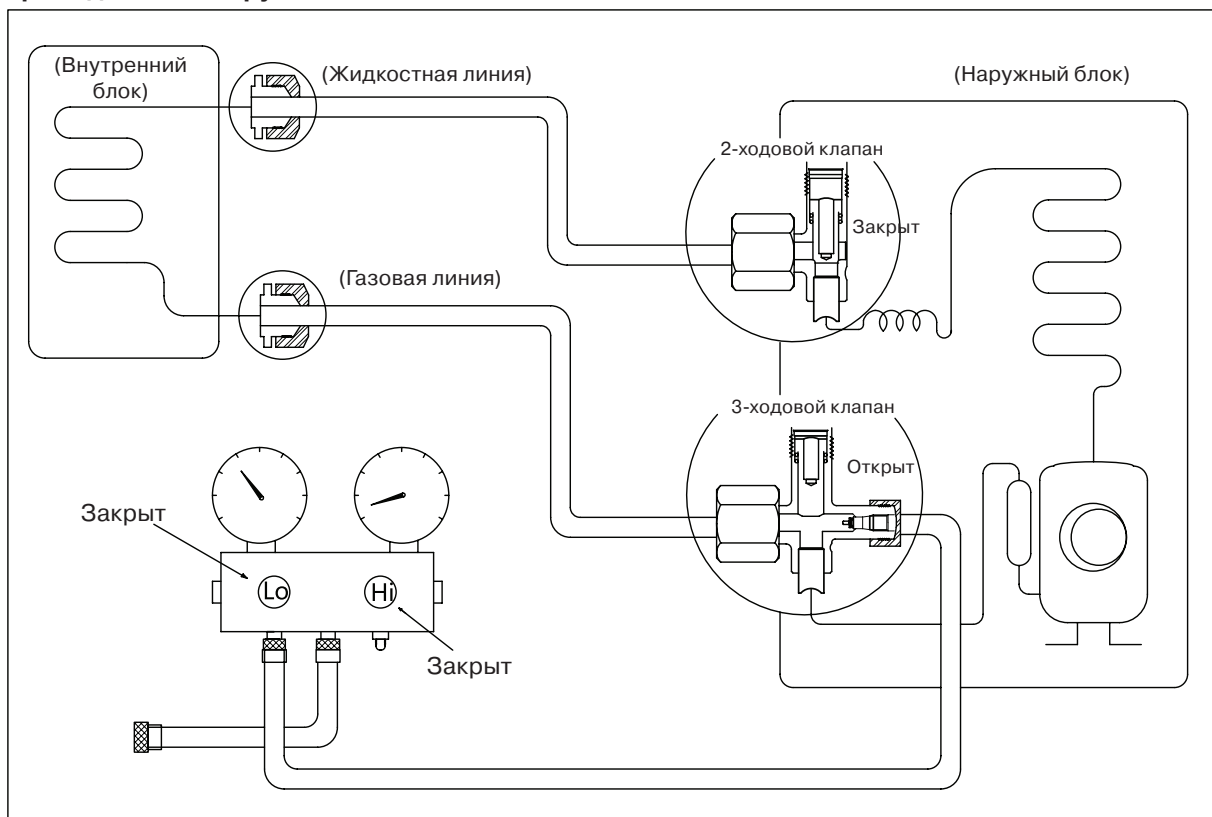 (Внутренний
блок)
(Жидкостная линия)
(Наружный блок)
2-ходовой клапан
Закрыт
(Газовая линия)
3-ходовой клапан
Открыт
Закрыт
Lo
Hi
Закрыт